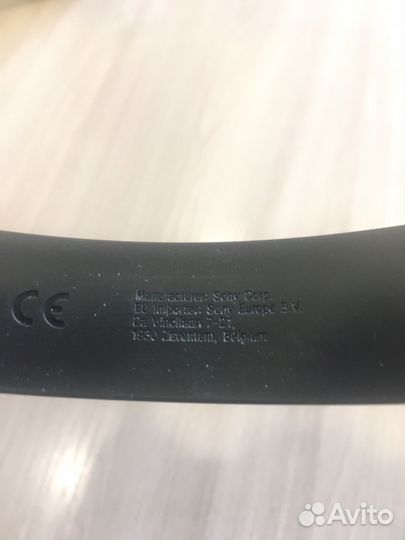 CE
Manufacturer: Sony Corp.
EU Importer: Sony Europe B.V.
Da Vincilaan 7-D1,
1930 Zaventem, Belgium
Avito